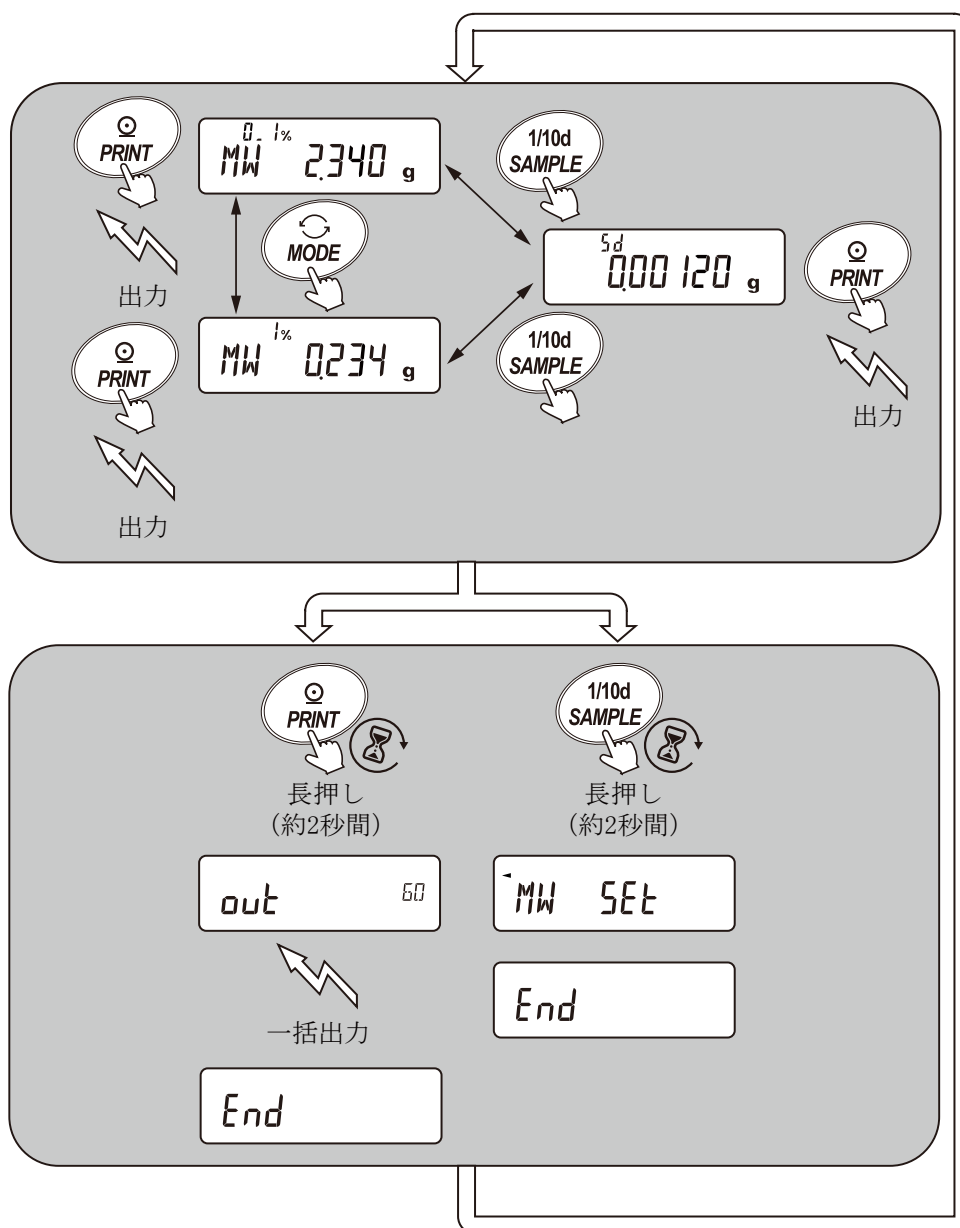 PRINT
0.1%
MW 2.340 g
1/10d
SAMPLE
出力
MODE
Sd
0.00120 g
PRINT
出力
PRINT
1%
MW 0.234 g
1/10d
SAMPLE
出力
PRINT
長押し
(約2秒間)
out 60
一括出力
End
1/10d
SAMPLE
長押し
(約2秒間)
MW SEt
End